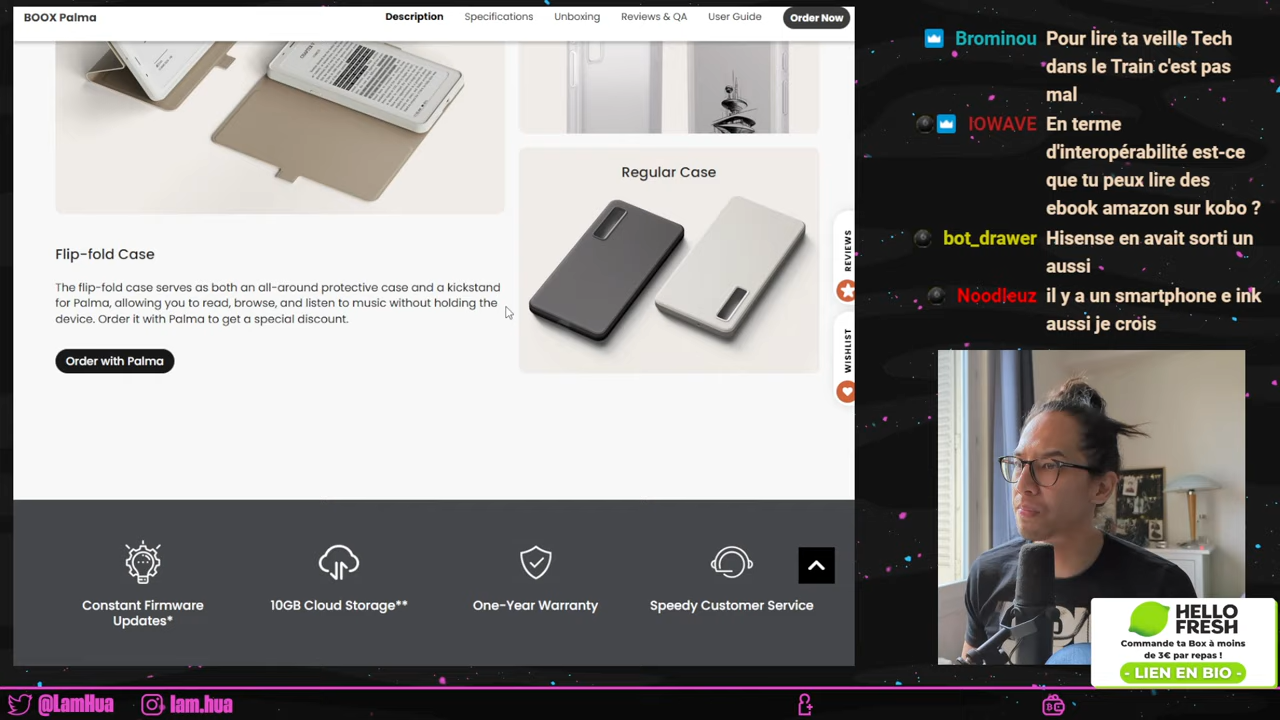 BOOX Palma
Description
Specifications
Unboxing
Reviews & QA
User Guide
Order Now
Regular Case
Flip-fold Case
The flip-fold case serves as both an all-around protective case and a kickstand
for Palma, allowing you to read, browse, and listen to music without holding the
device. Order it with Palma to get a special discount.
Order with Palma
REVIEWS
WISHLIST
Constant Firmware
Updates*
10GB Cloud Storage**
One-Year Warranty
Speedy Customer Service
Brominou Pour lire ta veille Tech
dans le Train c'est pas
mal
IOWAVE En terme
d'interopérabilité est-ce
que tu peux lire des
ebook amazon sur kobo ?
bot_drawer Hisense en avait sorti un
aussi
Noodleuz il y a un smartphone e ink
aussi je crois
HELLO
FRESH
Commande ta Box à moins
de 3€ par repas !
- LIEN EN BIO -
@LamHua
lam.hua